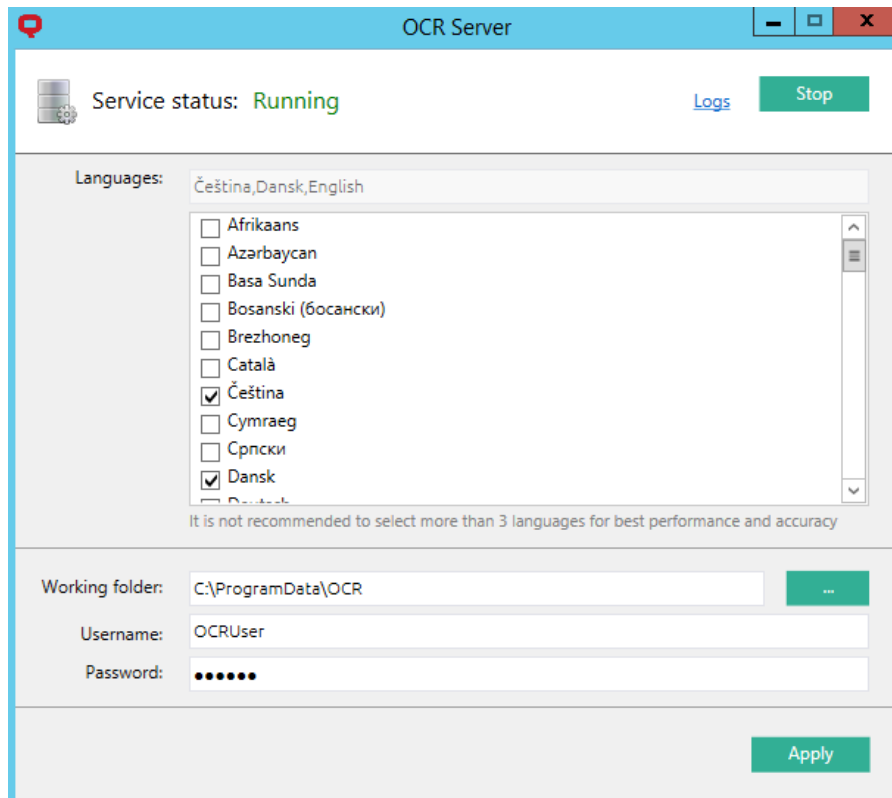 OCR Server
Service status: Running
Logs
Stop
Languages:
Čeština,Dansk,English
Afrikaans
Azərbaycan
Basa Sunda
Bosanski (босански)
Brezhoneg
Català
Čeština
Cymraeg
Српски
Dansk
It is not recommended to select more than 3 languages for best performance and accuracy
Working folder:
C:\ProgramData\OCR
...
Username:
OCRUser
Password:
••••••
Apply